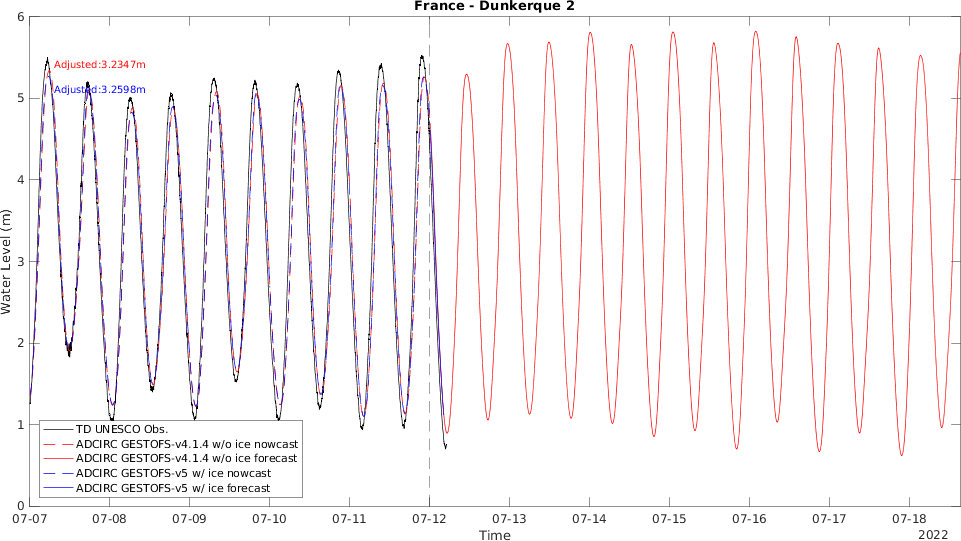 France - Dunkerque 2
6
Adjusted:3.2347m
Adjusted:3.2598m
5
4
3
2
1
0
Water Level (m)
TD UNESCO Obs.
ADCIRC GESTOFS-v4.1.4 w/o ice nowcast
ADCIRC GESTOFS-v4.1.4 w/o ice forecast
ADCIRC GESTOFS-v5 w/ ice nowcast
ADCIRC GESTOFS-v5 w/ ice forecast
07-07 07-08 07-09 07-10 07-11 07-12 07-13 07-14 07-15 07-16 07-17 07-18
Time
2022